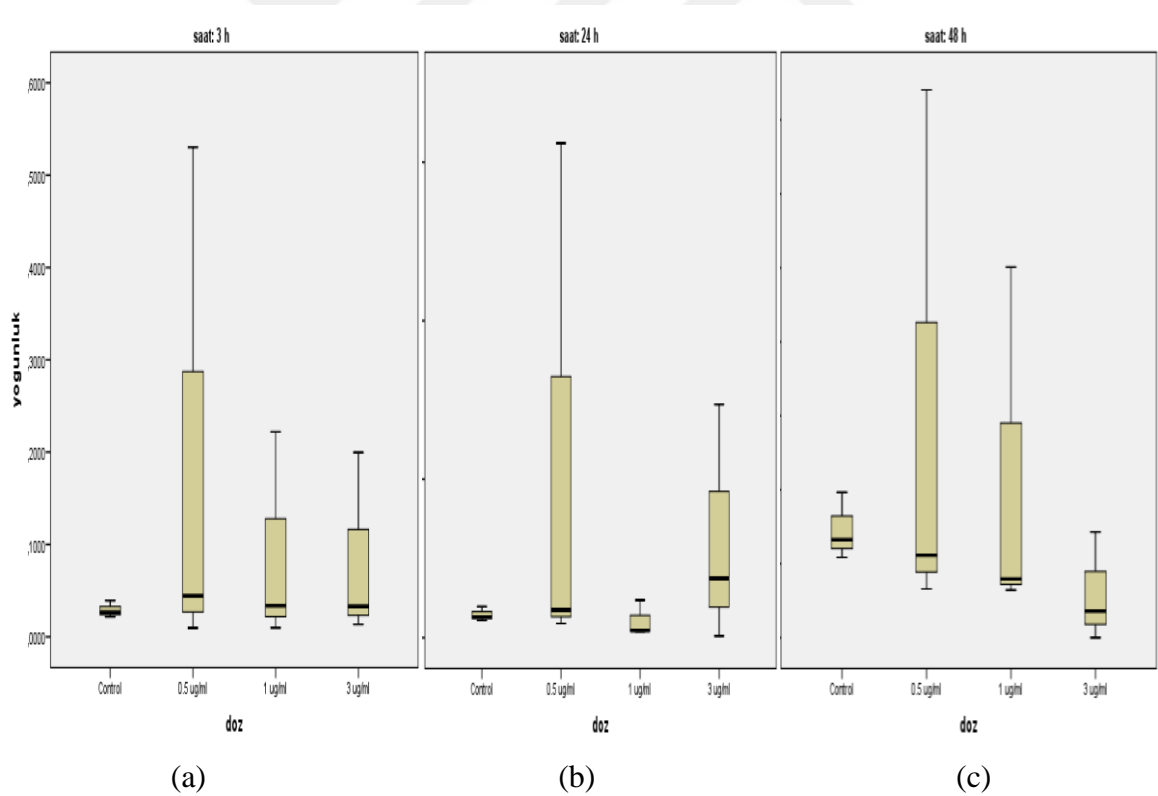 saat: 3 h
saat: 24 h
saat: 48 h
yogunluk
,6000
,5000
,4000
,3000
,2000
,1000
,0000
Control 0.5 ug/ml 1 ug/ml 3 ug/ml
Control 0.5 ug/ml 1 ug/ml 3 ug/ml
Control 0.5 ug/ml 1 ug/ml 3 ug/ml
doz
doz
doz
(a)
(b)
(c)